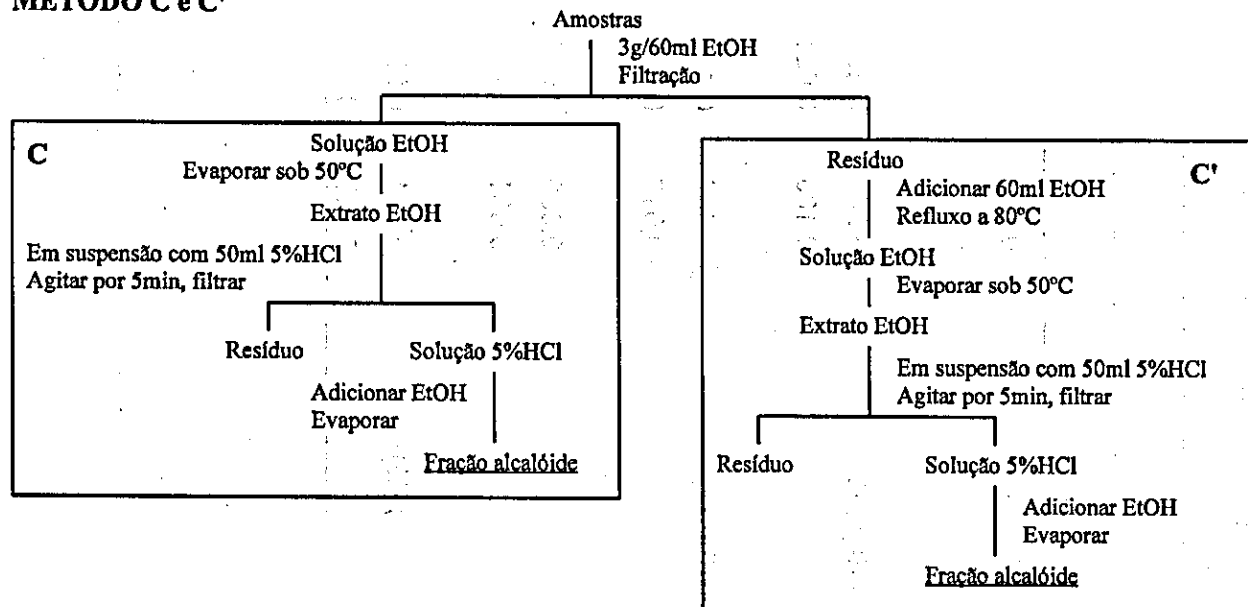 MÉTODO C e C'
Amostras
3g/60ml EtOH
Filtração
C
Solução EtOH
Evaporar sob 50ºC
Extrato EtOH
Em suspensão com 50ml 5%HCl
Agitar por 5min, filtrar
Resíduo
Solução 5%HCl
Adicionar EtOH
Evaporar
Fração alcalóide
C'
Resíduo
Adicionar 60ml EtOH
Refluxo a 80ºC
Solução EtOH
Evaporar sob 50ºC
Extrato EtOH
Em suspensão com 50ml 5%HCl
Agitar por 5min, filtrar
Resíduo
Solução 5%HCl
Adicionar EtOH
Evaporar
Fração alcalóide